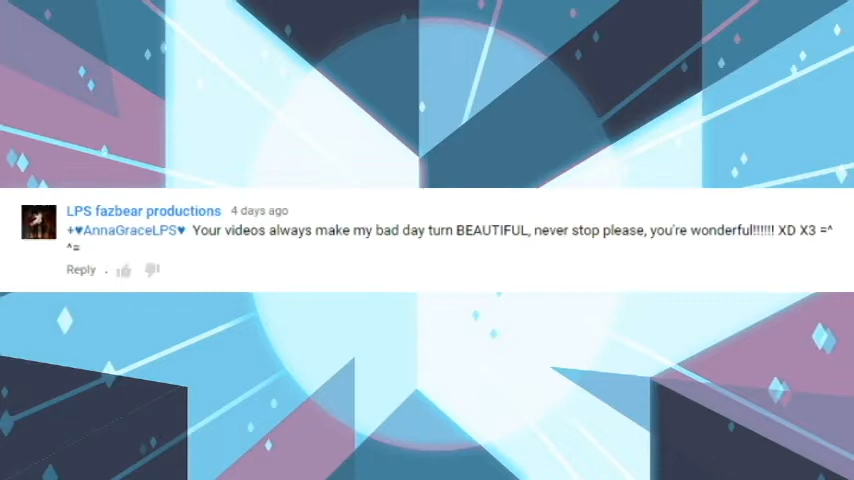 LPS fazbear productions 4 days ago
+♥AnnaGraceLPS♥ Your videos always make my bad day turn BEAUTIFUL, never stop please, you're wonderful!!!!!! XD X3 =^
^=
Reply .